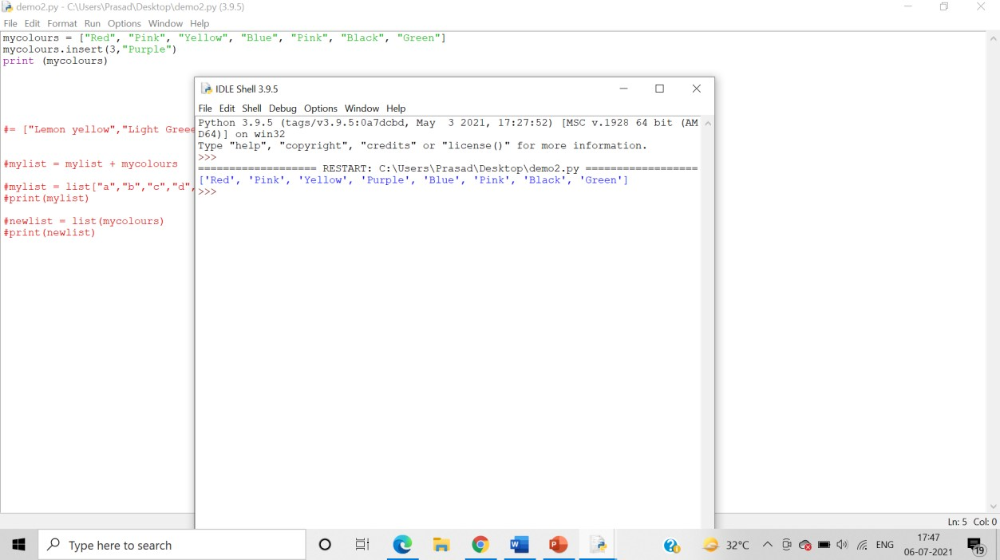 demo2.py - C:\Users\Prasad\Desktop\demo2.py (3.9.5)
File Edit Format Run Options Window Help
mycolours = ["Red", "Pink", "Yellow", "Blue", "Pink", "Black", "Green"]
mycolours.insert(3,"Purple")
print (mycolours)
#= ["Lemon yellow","Light Greee
#mylist = mylist + mycolours
#mylist = list["a","b","c","d",
#print(mylist)
#newlist = list(mycolours)
#print(newlist)
IDLE Shell 3.9.5
File Edit Shell Debug Options Window Help
Python 3.9.5 (tags/v3.9.5:0a7dcbd, May  3 2021, 17:27:52) [MSC v.1928 64 bit (AM
D64)] on win32
Type "help", "copyright", "credits" or "license()" for more information.
>>>
=================== RESTART: C:\Users\Prasad\Desktop\demo2.py ==================
['Red', 'Pink', 'Yellow', 'Purple', 'Blue', 'Pink', 'Black', 'Green']
>>>
Ln: 5 Col: 0
Type here to search
32°C
ENG
17:47
06-07-2021
19